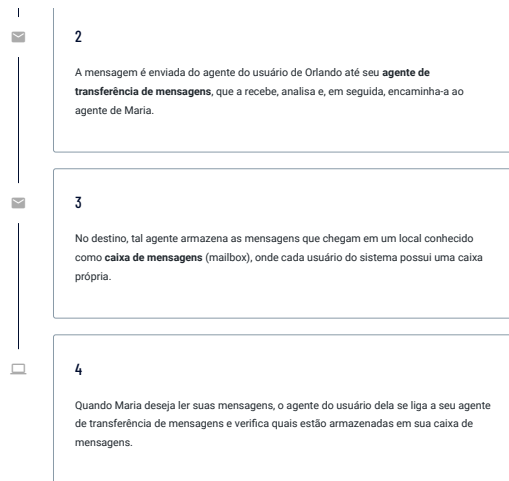 2
A mensagem é enviada do agente do usuário de Orlando até seu agente de
transferência de mensagens, que a recebe, analisa e, em seguida, encaminha-a ao
agente de Maria.
3
No destino, tal agente armazena as mensagens que chegam em um local conhecido
como caixa de mensagens (mailbox), onde cada usuário do sistema possui uma caixa
própria.
4
Quando Maria deseja ler suas mensagens, o agente do usuário dela se liga a seu agente
de transferência de mensagens e verifica quais estão armazenadas em sua caixa de
mensagens.